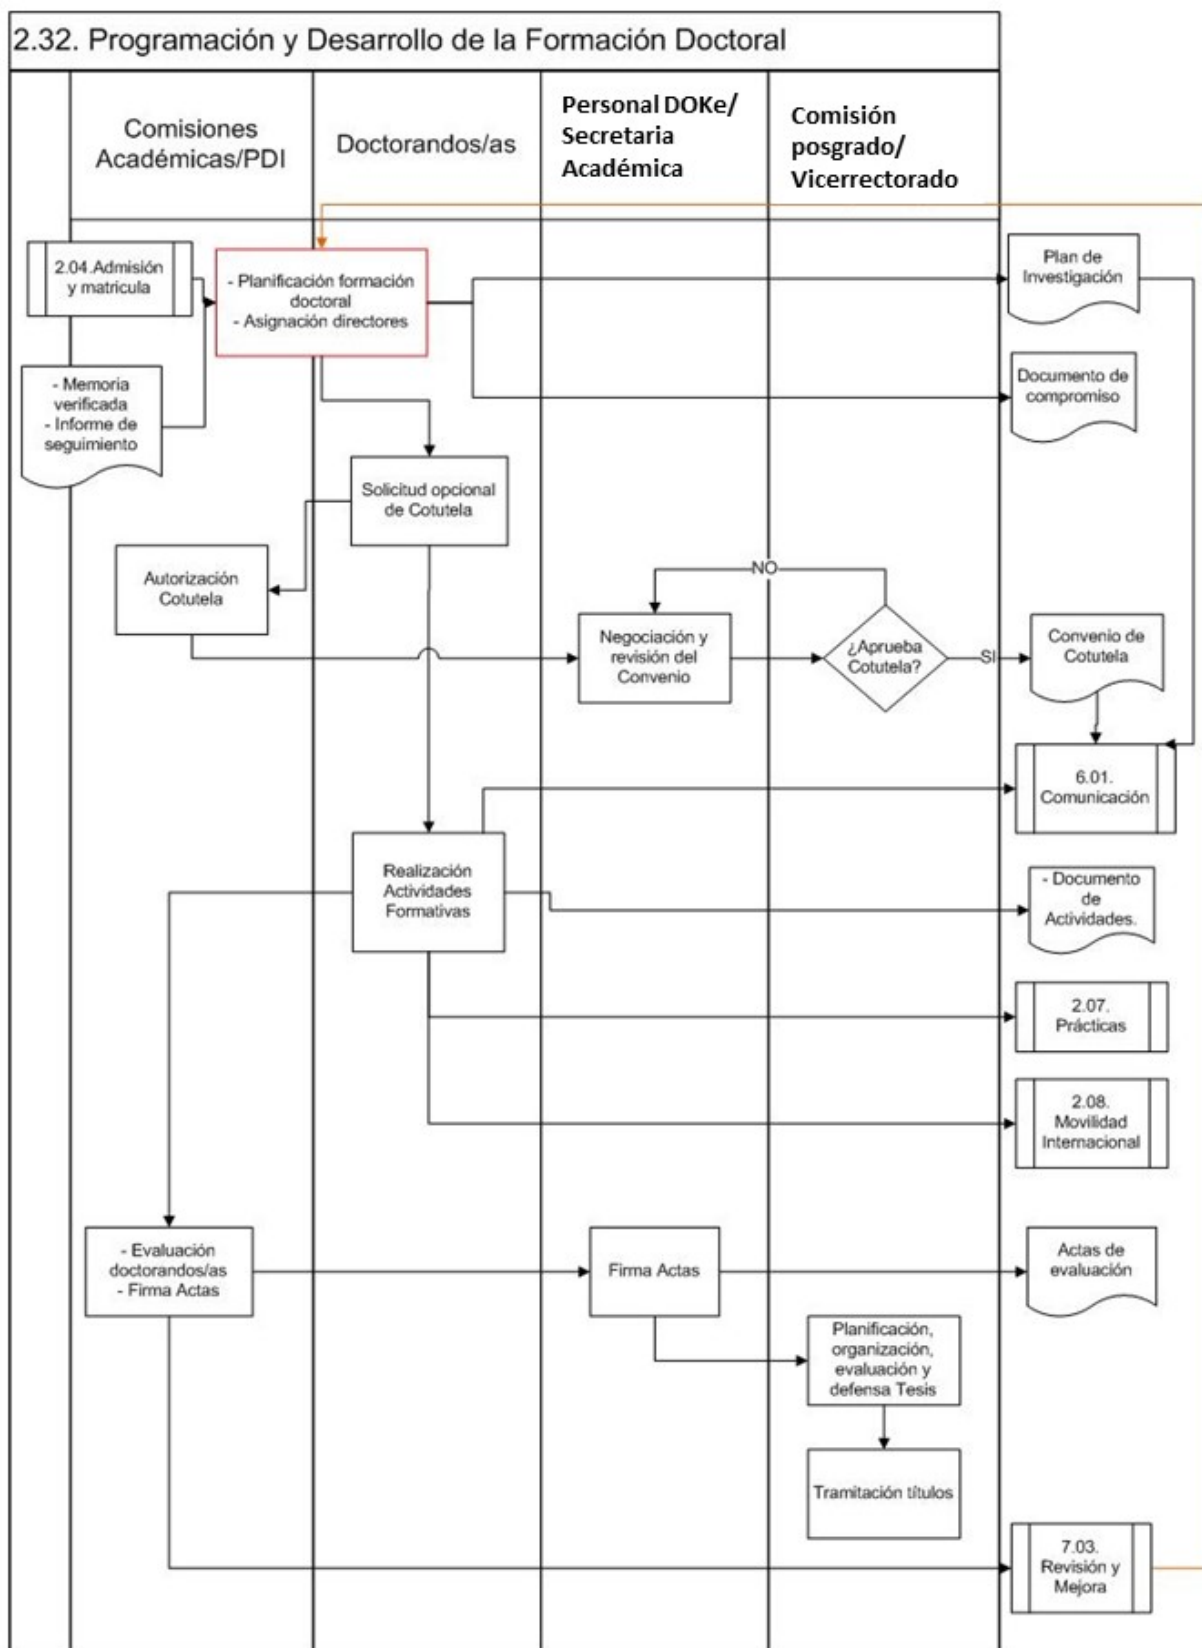 2.32. Programación y Desarrollo de la Formación Doctoral
Comisiones
Académicas/PDI
Doctorandos/as
Personal DOKe/
Secretaria
Académica
Comisión
posgrado/
Vicerrectorado
2.04.Admisión
y matricula
- Planificación formación
doctoral
- Asignación directores
Plan de
Investigación
- Memoria
verificada
- Informe de
seguimiento
Documento de
compromiso
Solicitud opcional
de Cotutela
Autorización
Cotutela
NO
Negociación y
revisión del
Convenio
¿Aprueba
Cotutela?
SI
Convenio de
Cotutela
6.01.
Comunicación
Realización
Actividades
Formativas
- Documento
de
Actividades.
2.07.
Prácticas
2.08.
Movilidad
Internacional
- Evaluación
doctorandos/as
- Firma Actas
Firma Actas
Actas de
evaluación
Planificación,
organización,
evaluación y
defensa Tesis
Tramitación títulos
7.03.
Revisión y
Mejora